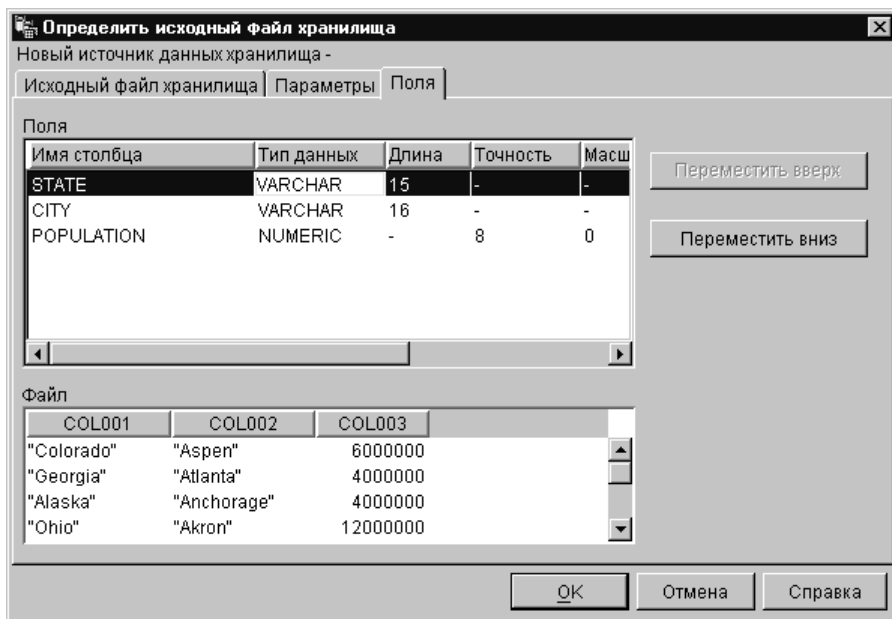 Определить исходный файл хранилища
Новый источник данных хранилища -
Исходный файл хранилища Параметры Поля
Поля
Имя столбца Тип данных Длина Точность Масш
STATE VARCHAR 15 - -
CITY VARCHAR 16 - -
POPULATION NUMERIC - 8 0
Переместить вверх
Переместить вниз
Файл
COL001 COL002 COL003
"Colorado" "Aspen" 6000000
"Georgia" "Atlanta" 4000000
"Alaska" "Anchorage" 4000000
"Ohio" "Akron" 12000000
OK Отмена Справка